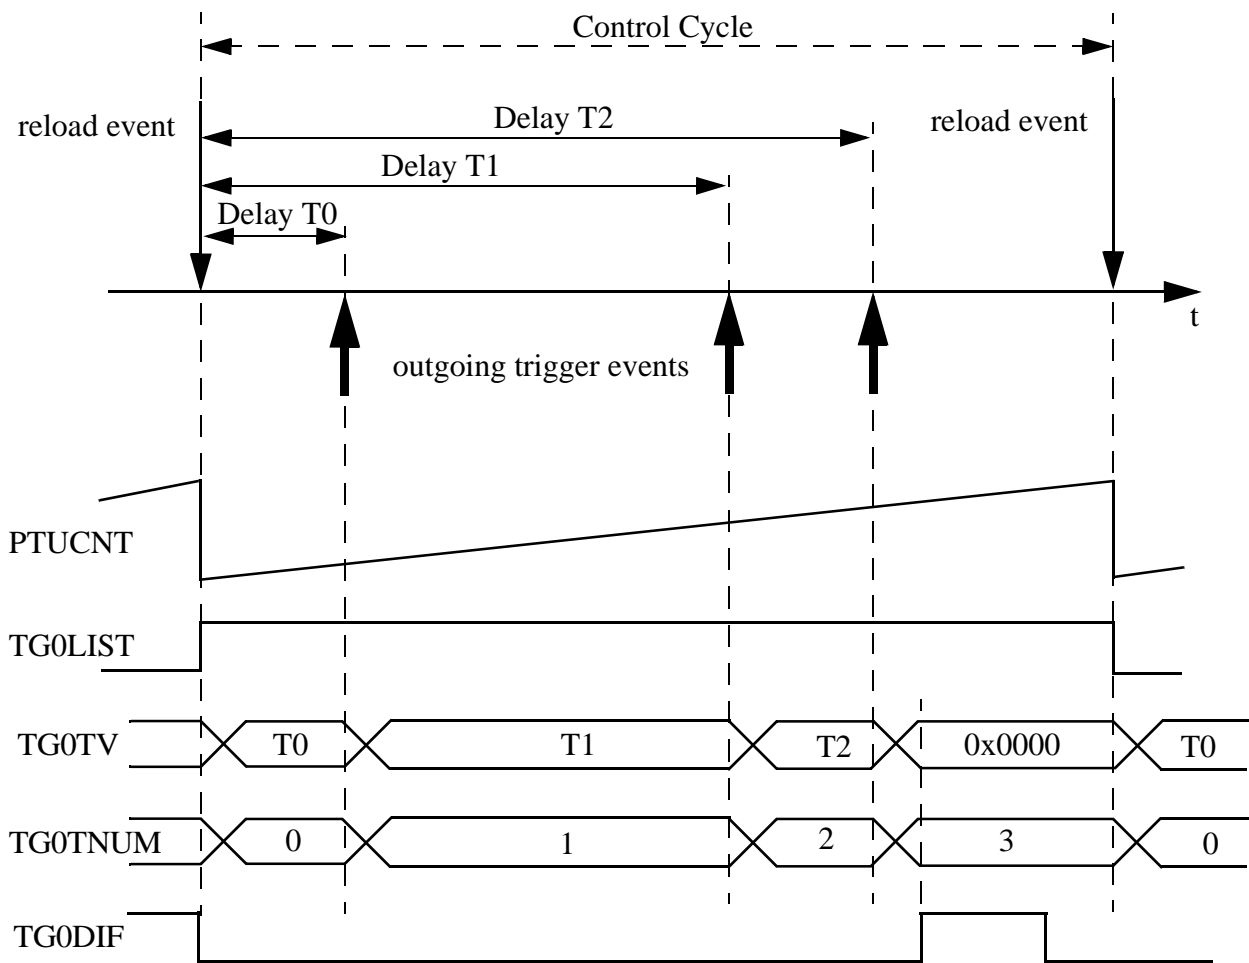 Control Cycle
reload event
Delay T2
reload event
Delay T1
Delay T0
t
outgoing trigger events
PTUCNT
TG0LIST
TG0TV T0 T1 T2 0x0000 T0
TG0TNUM 0 1 2 3 0
TG0DIF